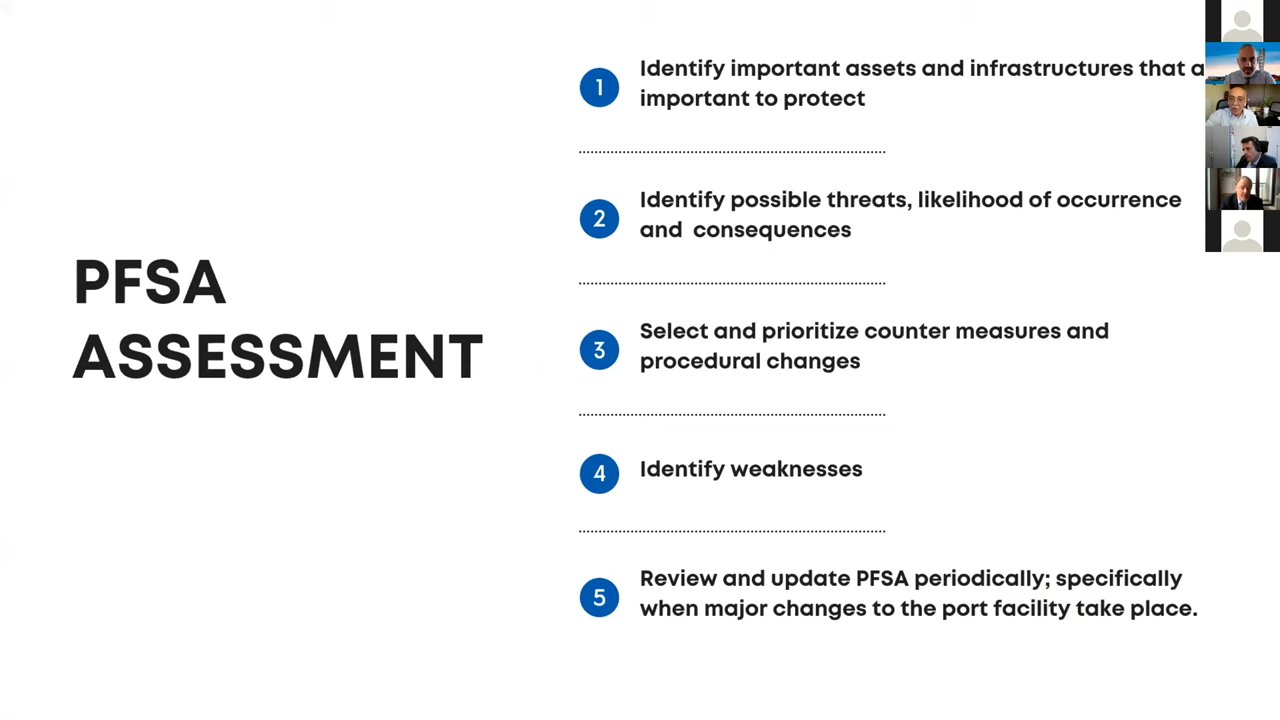 PFSA
ASSESSMENT
1
Identify important assets and infrastructures that
important to protect
2
Identify possible threats, likelihood of occurrence
and consequences
3
Select and prioritize counter measures and
procedural changes
4
Identify weaknesses
5
Review and update PFSA periodically; specifically
when major changes to the port facility take place.